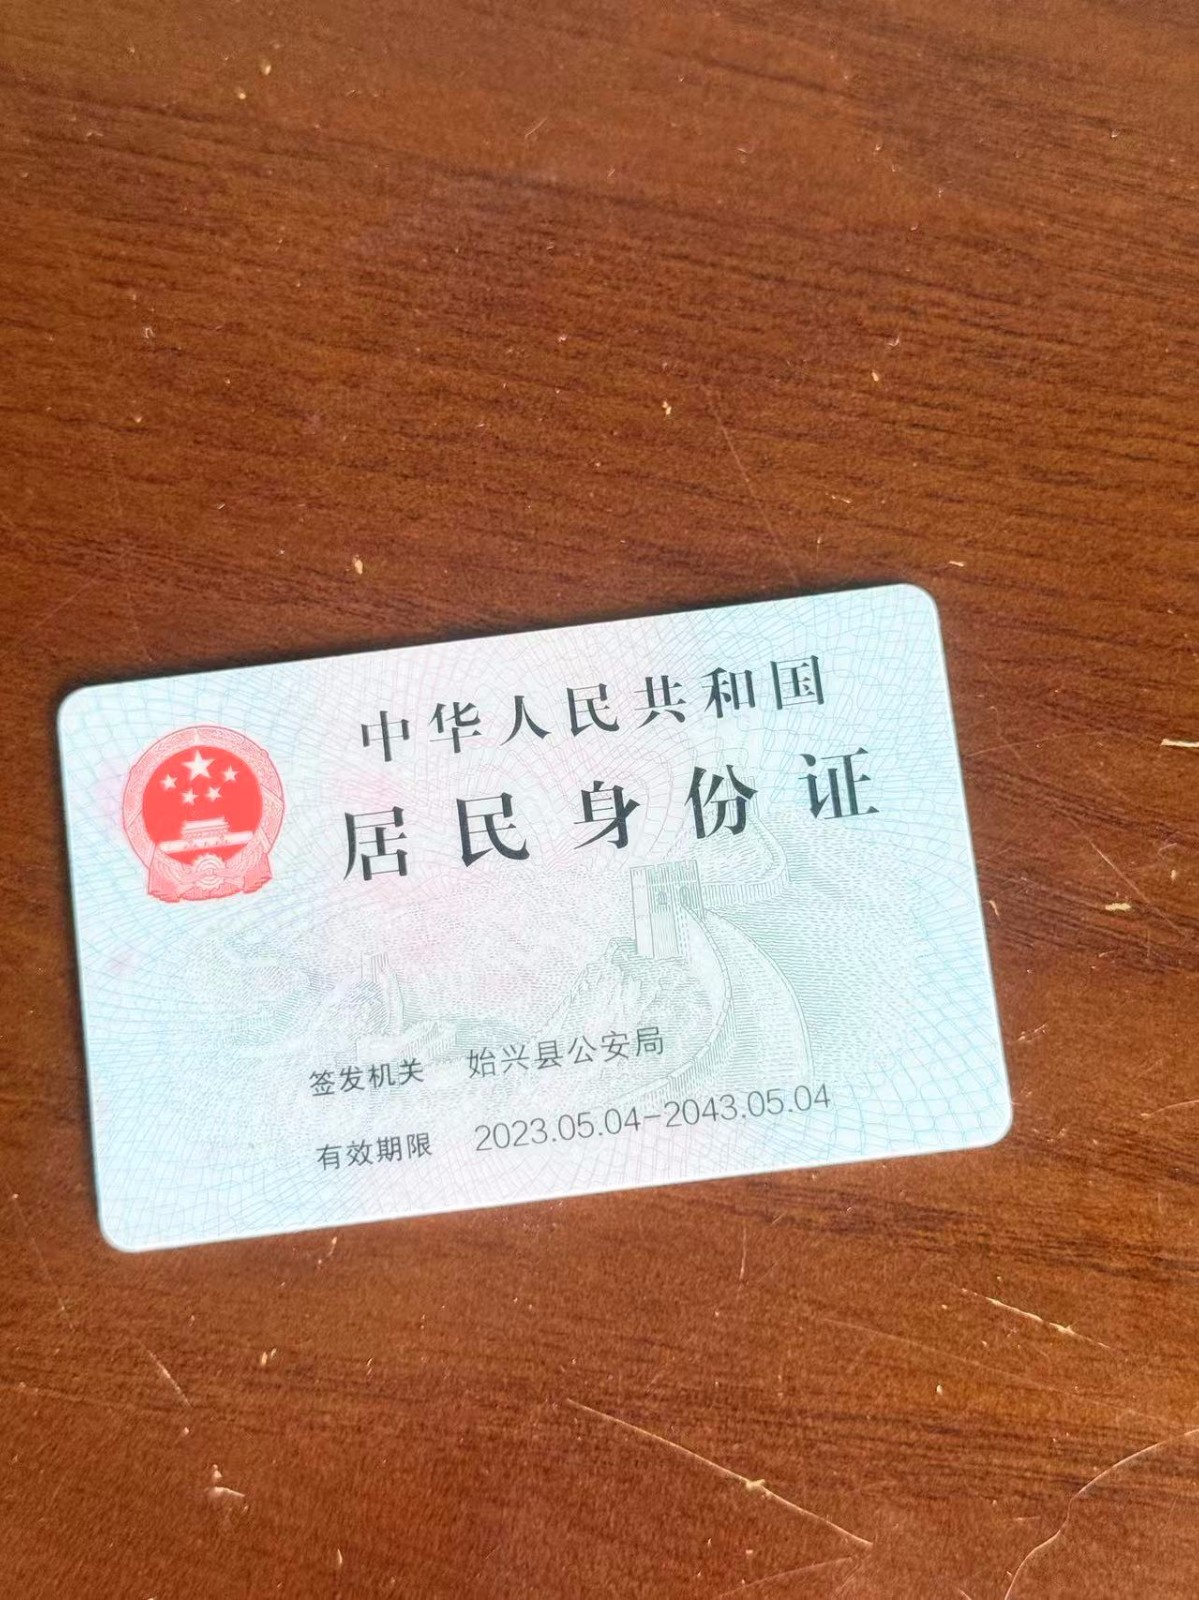 中华人民共和国
居民身份证
签发机关 始兴县公安局
有效期限 2023.05.04-2043.05.04